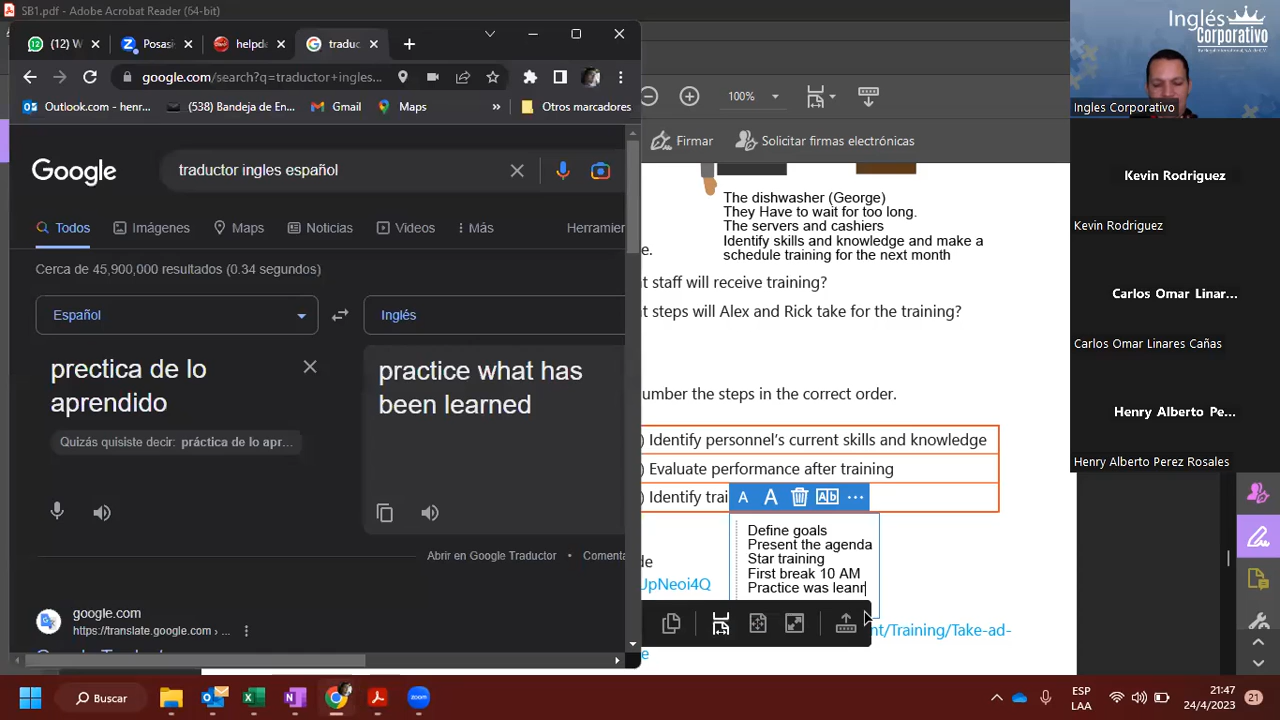 SB1.pdf - Adobe Acrobat Reader (64-bit)
(12) W
Posasi
helpde
traduc
google.com/search?q=traductor+ingles...
Outlook.com - henr...
(538) Bandeja de En...
Gmail
Maps
»
Otros marcadores
Google
traductor ingles español
Todos
Imágenes
Maps
Noticias
Videos
Más
Herramier
Cerca de 45,900,000 resultados (0.34 segundos)
Español
Inglés
prectica de lo
aprendido
practice what has
been learned
Quizás quisiste decir: práctica de lo apr...
Abrir en Google Traductor • Comenta
google.com
https://translate.google.com › ...
100%
Firmar
Solicitar firmas electrónicas
The dishwasher (George)
They Have to wait for too long.
The servers and cashiers
Identify skills and knowledge and make a
schedule training for the next month
e.
t staff will receive training?
t steps will Alex and Rick take for the training?
umber the steps in the correct order.
) Identify personnel's current skills and knowledge
) Evaluate performance after training
) Identify trai
A A Ab ...
Define goals
Present the agenda
Star training
First break 10 AM
Practice was leanr
de
JpNeoi4Q
nt/Training/Take-ad-
e
Inglés
Corporativo
Ingles Corporativo
Kevin Rodriguez
Kevin Rodriguez
Carlos Omar Linar...
Carlos Omar Linares Cañas
Henry Alberto Pe...
Henry Alberto Perez Rosales
Buscar
ESP
LAA
21:47
24/4/2023
21